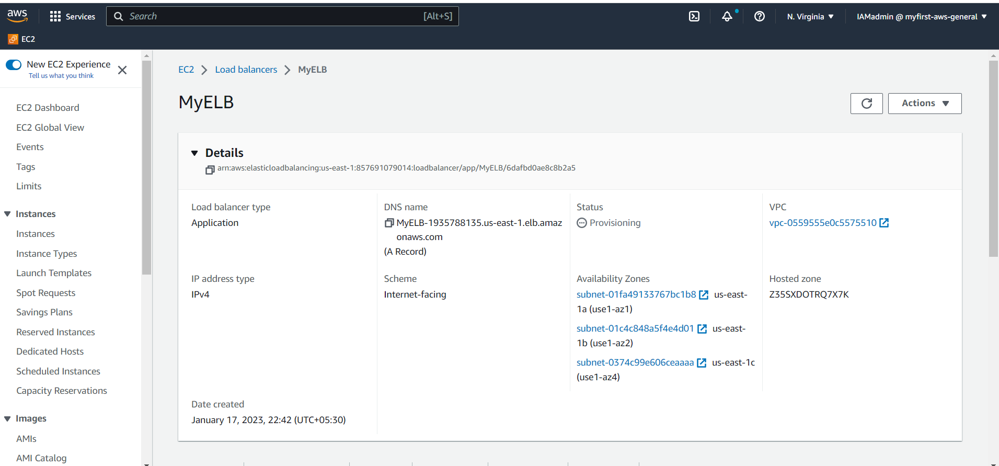 aws
Services
Search
[Alt+S]
N. Virginia
IAMadmin @ myfirst-aws-general
EC2
New EC2 Experience
Tell us what you think
EC2 Dashboard
EC2 Global View
Events
Tags
Limits
Instances
Instances
Instance Types
Launch Templates
Spot Requests
Savings Plans
Reserved Instances
Dedicated Hosts
Scheduled Instances
Capacity Reservations
Images
AMIs
AMI Catalog
EC2 > Load balancers > MyELB
MyELB
Actions
Details
arn:aws:elasticloadbalancing:us-east-1:857691079014:loadbalancer/app/MyELB/6dafbd0ae8c8b2a5
Load balancer type
Application
DNS name
MyELB-1935788135.us-east-1.elb.amaz
onaws.com
(A Record)
Status
Provisioning
VPC
vpc-0559555e0c5575510
IP address type
IPv4
Scheme
Internet-facing
Availability Zones
subnet-01fa49133767bc1b8 us-east-
1a (use1-az1)
subnet-01c4c848a5f4e4d01 us-east-
1b (use1-az2)
subnet-0374c99e606ceaaaa us-east-1c
(use1-az4)
Hosted zone
Z35SXDOTRQ7X7K
Date created
January 17, 2023, 22:42 (UTC+05:30)